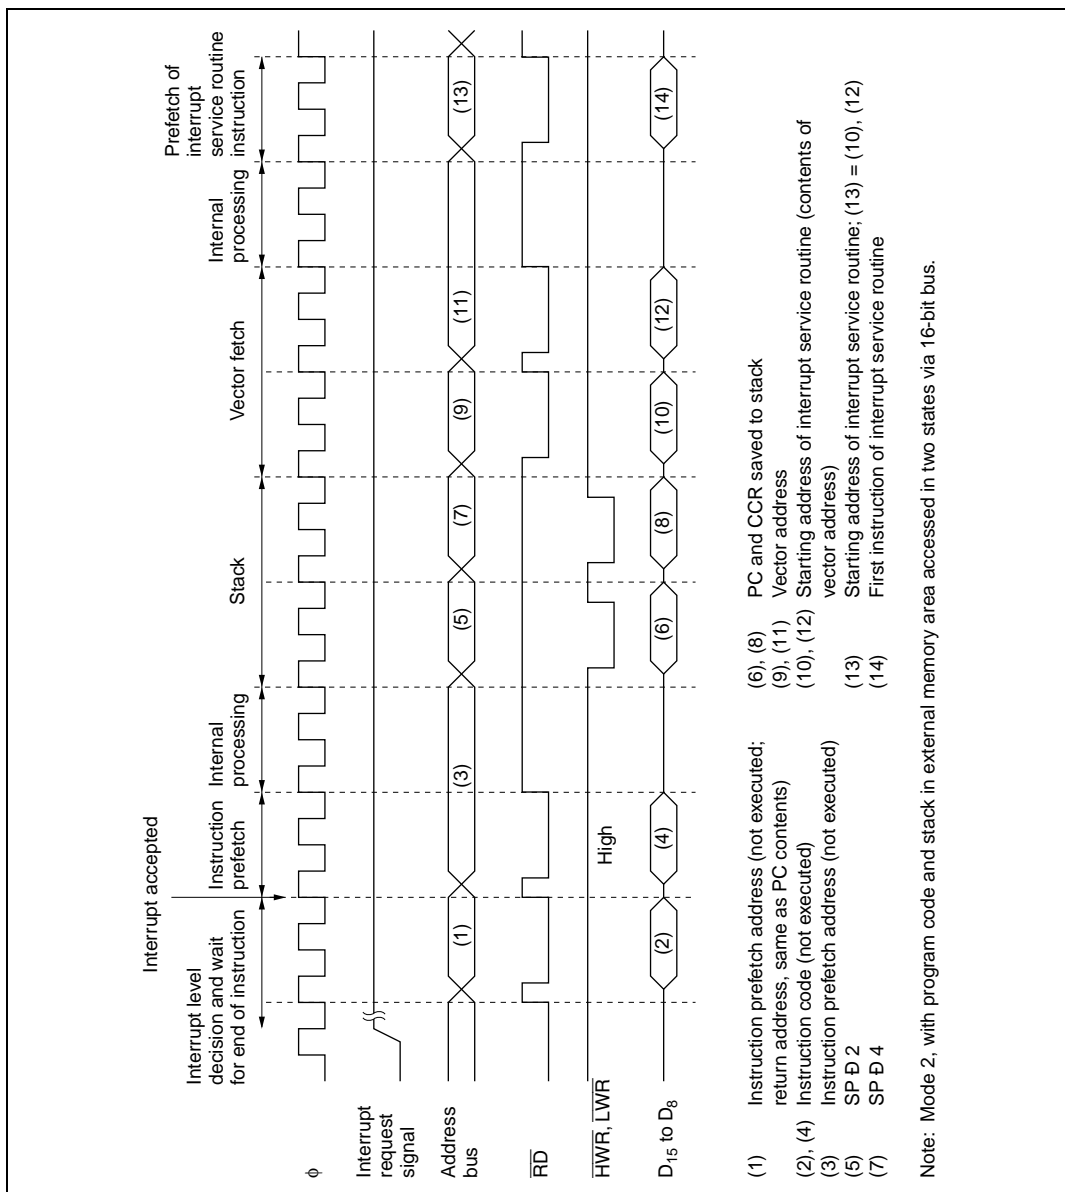 Interrupt accepted
Interrupt level
decision and wait
for end of instruction
Instruction
prefetch
Internal
processing
Stack
Vector fetch
Internal
processing
Prefetch of
interrupt
service routine
instruction
ϕ
Interrupt
request
signal
Address
bus
(1)
(3)
(5)
(7)
(9)
(11)
(13)
RD
HWR, LWR
High
D15 to D8
(2)
(4)
(6)
(8)
(10)
(12)
(14)
(1) Instruction prefetch address (not executed;
return address, same as PC contents)
(2), (4) Instruction code (not executed)
(3) Instruction prefetch address (not executed)
(5) SP Ð 2
(7) SP Ð 4
(6), (8) PC and CCR saved to stack
(9), (11) Vector address
(10), (12) Starting address of interrupt service routine (contents of
vector address)
(13) Starting address of interrupt service routine; (13) = (10), (12)
(14) First instruction of interrupt service routine
Note: Mode 2, with program code and stack in external memory area accessed in two states via 16-bit bus.